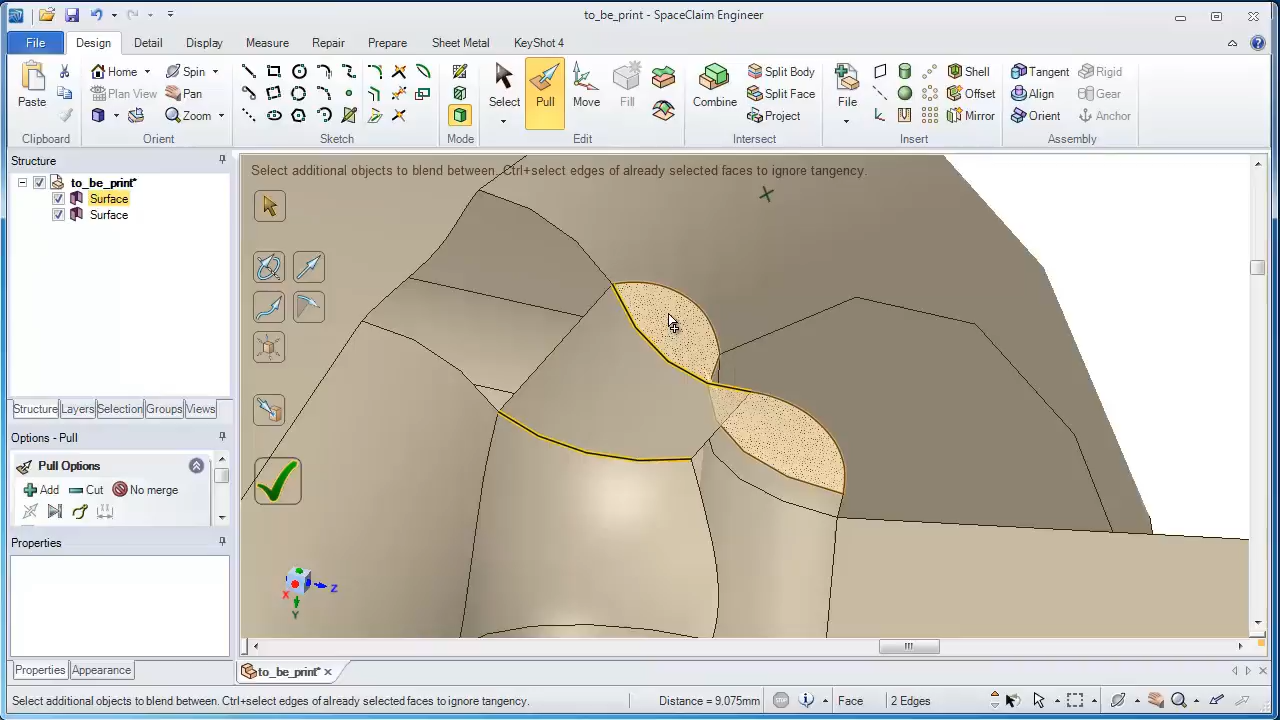 to_be_print - SpaceClaim Engineer
File Design Detail Display Measure Repair Prepare Sheet Metal KeyShot 4
Home Spin Tangent Rigid
Paste Plan View Pan Select Pull Move Fill Combine Split Body File Shell Align Gear
Zoom Split Face Offset Orient Anchor
Project Mirror
Clipboard Orient Sketch Mode Edit Intersect Insert Assembly
Structure
to_be_print*
Surface
Surface
Select additional objects to blend between. Ctrl+select edges of already selected faces to ignore tangency.
Structure Layers Selection Groups Views
Options - Pull
Pull Options
Add Cut No merge
Properties
X Y Z
Properties Appearance
to_be_print*
Select additional objects to blend between. Ctrl+select edges of already selected faces to ignore tangency. Distance = 9.075mm Face 2 Edges